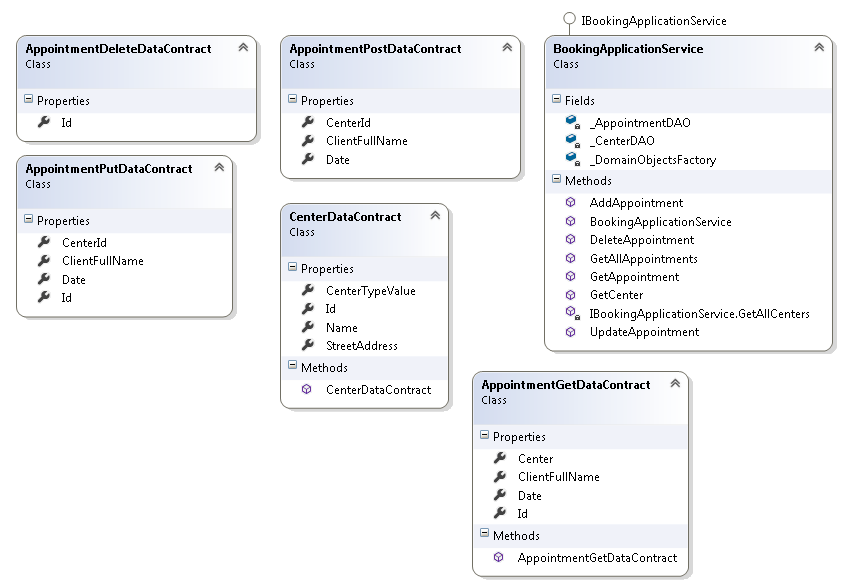 IBookingApplicationService
AppointmentDeleteDataContract
Class
Properties
Id
AppointmentPostDataContract
Class
Properties
CenterId
ClientFullName
Date
BookingApplicationService
Class
Fields
_AppointmentDAO
_CenterDAO
_DomainObjectsFactory
Methods
AddAppointment
BookingApplicationService
DeleteAppointment
GetAllAppointments
GetAppointment
GetCenter
IBookingApplicationService.GetAllCenters
UpdateAppointment
AppointmentPutDataContract
Class
Properties
CenterId
ClientFullName
Date
Id
CenterDataContract
Class
Properties
CenterTypeValue
Id
Name
StreetAddress
Methods
CenterDataContract
AppointmentGetDataContract
Class
Properties
Center
ClientFullName
Date
Id
Methods
AppointmentGetDataContract